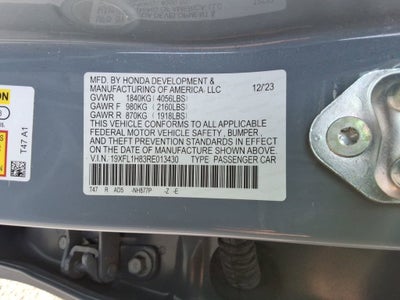 MFD. BY HONDA DEVELOPMENT &
MANUFACTURING OF AMERICA, LLC 12/23
GVWR 1840KG (4056LBS)
GAWR F 980KG (2160LBS)
GAWR R 870KG (1918LBS)
THIS VEHICLE CONFORMS TO ALL APPLICABLE
FEDERAL MOTOR VEHICLE SAFETY , BUMPER ,
AND THEFT PREVENTION STANDARDS IN
EFFECT ON THE DATE OF
MANUFACTURE SHOWN ABOVE .
V.I.N. 19XFL1H83RE013430 TYPE: PASSENGER CAR
T47 R AD5 -NH877P -Z -E
T47 A1